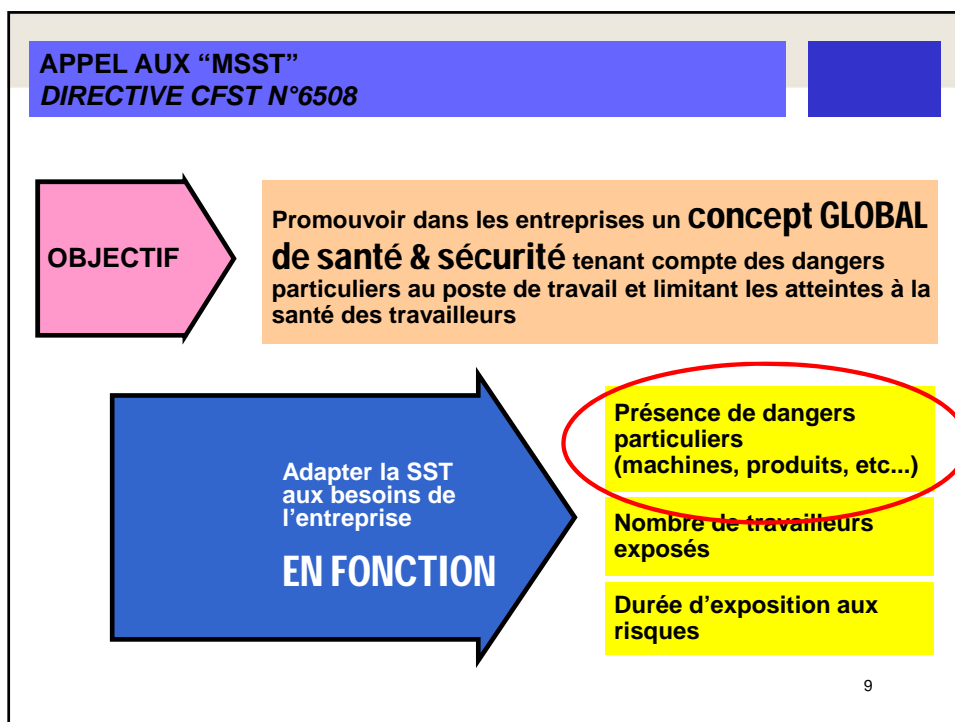 APPEL AUX “MSST”
DIRECTIVE CFST N°6508
OBJECTIF
Promouvoir dans les entreprises un concept GLOBAL
de santé & sécurité tenant compte des dangers
particuliers au poste de travail et limitant les atteintes à la
santé des travailleurs
Adapter la SST
aux besoins de
l’entreprise
EN FONCTION
Présence de dangers
particuliers
(machines, produits, etc...)
Nombre de travailleurs
exposés
Durée d’exposition aux
risques
9